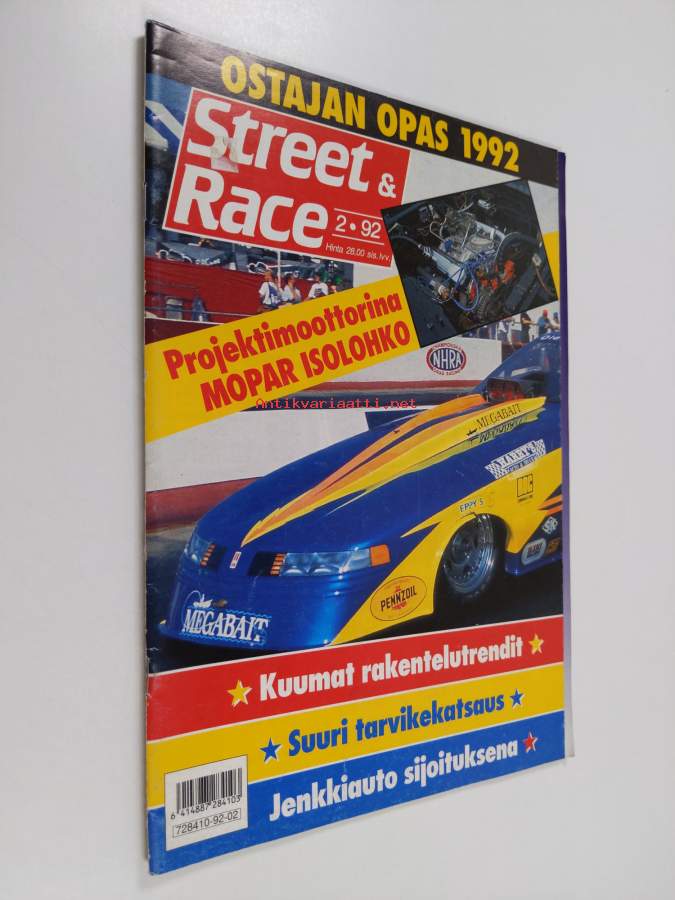 OSTAJAN OPAS 1992
Street &
Race
2•92
Hinta 28.00 sis. lvv.
Projektimoottorina
MOPAR ISOLOHKO
NHRA
Antikvariaatti.net
MEGABAIT
EPPY'S
PENNZOIL
MEGABAIT
Kuumat rakentelutrendit
Suuri tarvikekatsaus
Jenkkiauto sijoituksena
6 414887 284103
728410-92-02